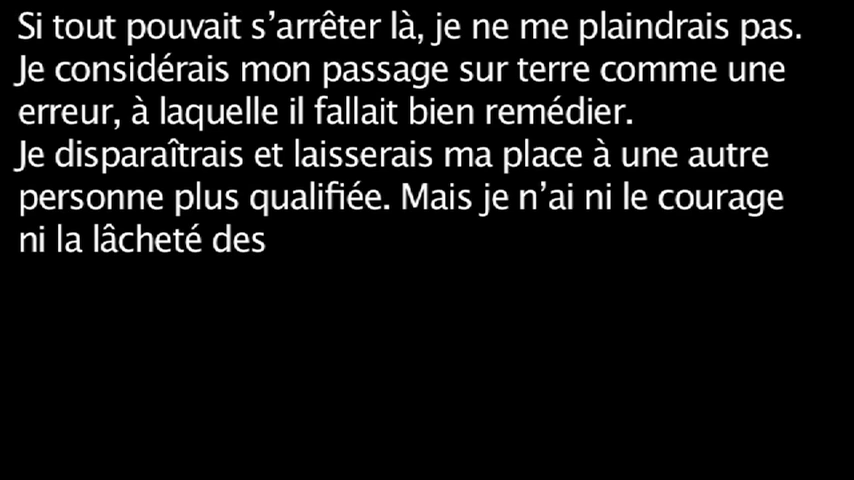 Si tout pouvait s’arrêter là, je ne me plaindrais pas.
Je considérais mon passage sur terre comme une
erreur, à laquelle il fallait bien remédier.
Je disparaîtrais et laisserais ma place à une autre
personne plus qualifiée. Mais je n’ai ni le courage
ni la lâcheté des